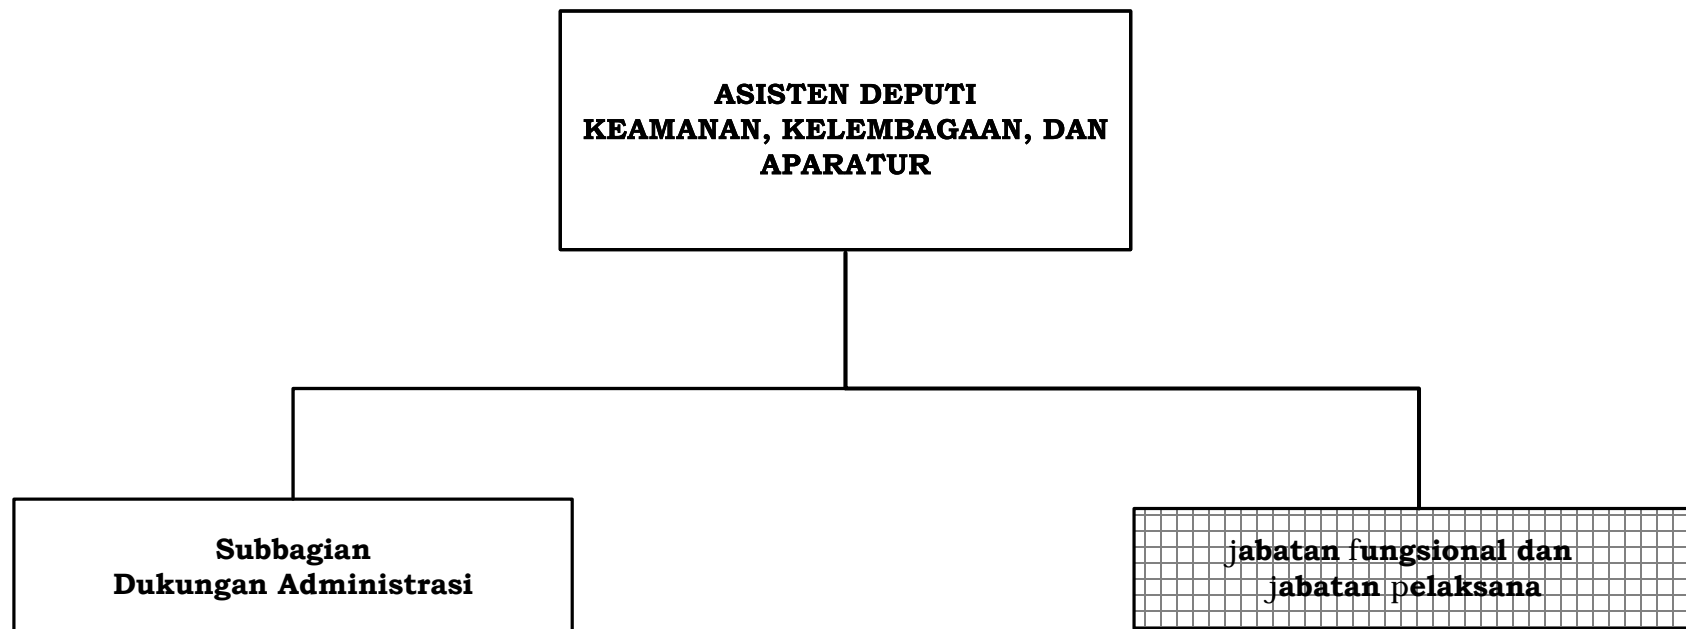 ASISTEN DEPUTI
KEAMANAN, KELEMBAGAAN, DAN
APARATUR
Subbagian
Dukungan Administrasi
jabatan fungsional dan
jabatan pelaksana